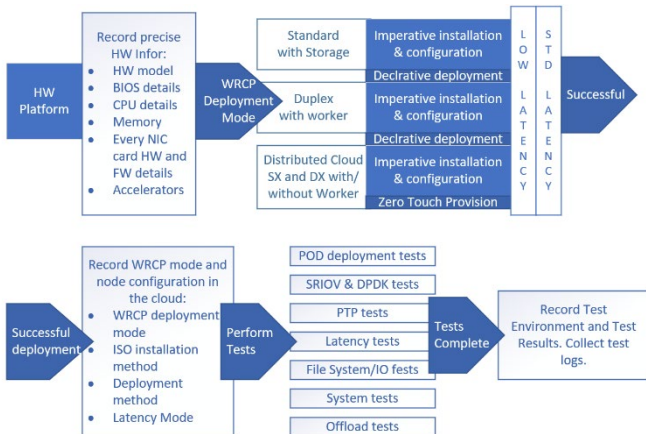 HW
Platform
Record precise
HW Infor:
• HW model
• BIOS details
• CPU details
• Memory
• Every NIC
card HW and
FW details
• Accelerators
WRCP
Deployment
Mode
Standard
with Storage
Imperative installation
& configuration
Declrative deployment
Duplex
with worker
Imperative installation
& configuration
Declrative deployment
Distributed Cloud
SX and DX with/
without Worker
Imperative installation
& configuration
Zero Touch Provision
LOW LATENCY
STD LATENCY
Successful
Successful
deployment
Record WRCP mode and
node configuration in
the cloud:
• WRCP deployment
mode
• ISO installation
method
• Deployment
method
• Latency Mode
Perform
Tests
POD deployment tests
SRIOV & DPDK tests
PTP tests
Latency tests
File System/IO fests
System tests
Offload tests
Tests
Complete
Record Test
Environment and Test
Results. Collect test
logs.